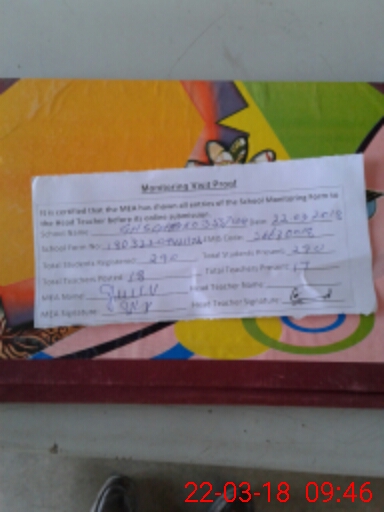 Monitoring Visit Proof
It is certified that the MEA has shown all entries of the School Monitoring Form to
the Head Teacher before its online submission.
School Name Date: 22.03.2018
School Form No: EMIS Code:
Total Students Registered: 290 Total Students Present: 280
Total Teachers Posted: 18 Total Teachers Present: 17
MEA Name: Head Teacher Name:
MEA Signature: Head Teacher Signature:
22-03-18 09:46